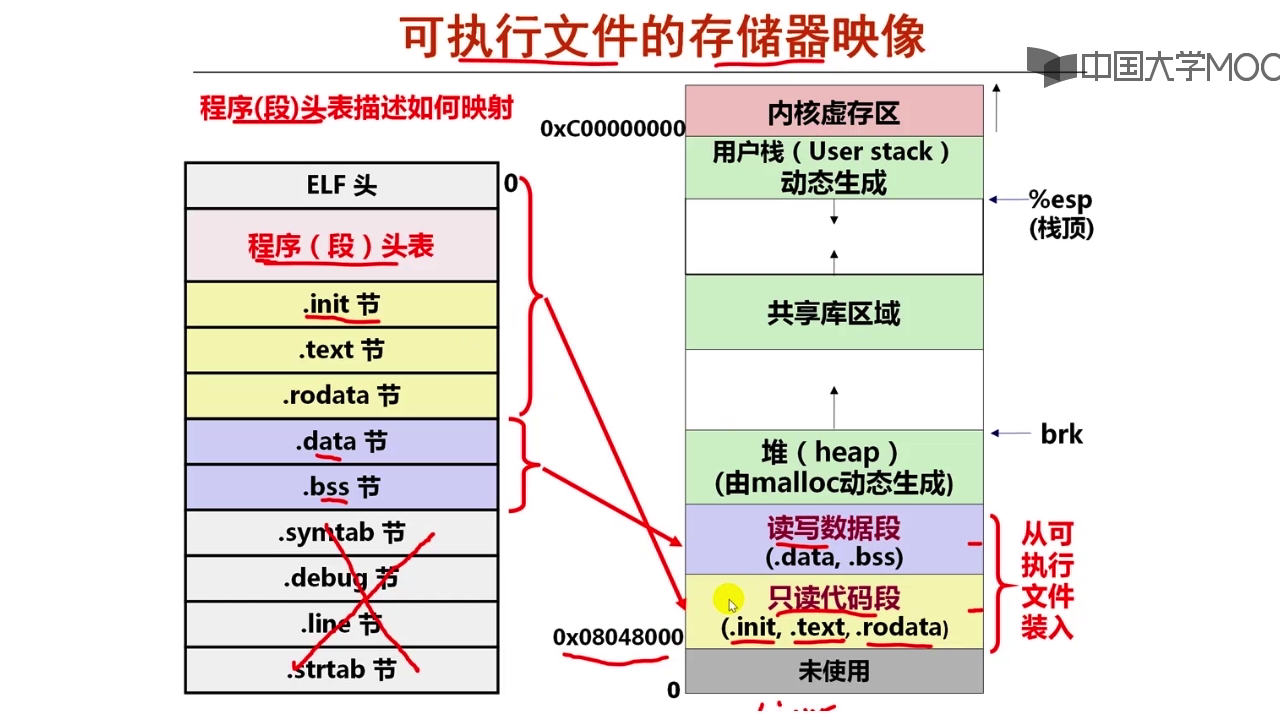 可执行文件的存储器映像
中国大学MOO
程序(段)头表描述如何映射
ELF 头
0
程序（段）头表
.init 节
.text 节
.rodata 节
.data 节
.bss 节
.symtab 节
.debug 节
.line 节
.strtab 节
0xC00000000
内核虚存区
用户栈（User stack）
动态生成
%esp
(栈顶)
共享库区域
brk
堆（heap）
(由malloc动态生成)
读写数据段
(.data, .bss)
只读代码段
(.init, .text, .rodata)
0x08048000
未使用
0
从可
执行
文件
装入